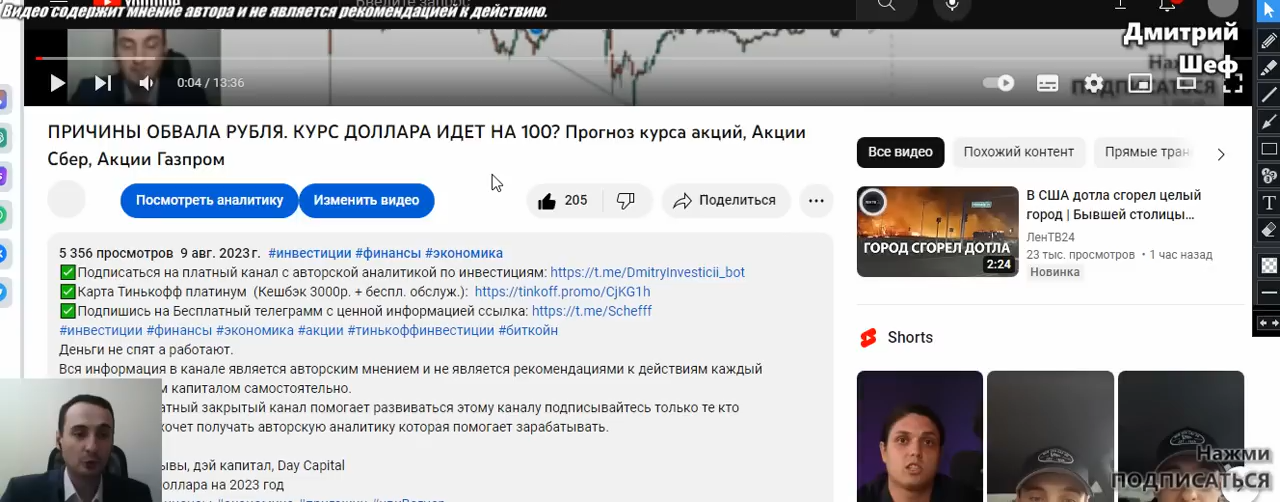 Видео содержит мнение автора и не является рекомендацией к действию.
YouTube
Введите запрос
Дмитрий
Шеф
0:04 / 13:36
ПОДПИСАТЬСЯ
ПРИЧИНЫ ОБВАЛА РУБЛЯ. КУРС ДОЛЛАРА ИДЕТ НА 100? Прогноз курса акций, Акции
Сбер, Акции Газпром
Посмотреть аналитику
Изменить видео
205
Поделиться
5 356 просмотров 9 авг. 2023 г. #инвестиции #финансы #экономика
Подписаться на платный канал с авторской аналитикой по инвестициям: https://t.me/DmitryInvesticii_bot
Карта Тинькофф платинум (Кешбэк 3000р. + беспл. обслуж.): https://tinkoff.promo/CjKG1h
Подпишись на Бесплатный телеграмм с ценной информацией ссылка: https://t.me/Schefff
#инвестиции #финансы #экономика #акции #тинькоффинвестиции #биткойн
Деньги не спят а работают.
Вся информация в канале является авторским мнением и не является рекомендациями к действиям каждый
м капиталом самостоятельно.
атный закрытый канал помогает развиваться этому каналу подписывайтесь только те кто
хочет получать авторскую аналитику которая помогает зарабатывать.
ывы, дэй капитал, Day Capital
оллара на 2023 год
Все видео
Похожий контент
Прямые тран
ГОРОД СГОРЕЛ ДОТЛА
2:24
В США дотла сгорел целый
город | Бывшей столицы...
ЛенТВ24
23 тыс. просмотров • 1 час назад
Новинка
Shorts
Нажми
ПОДПИСАТЬСЯ